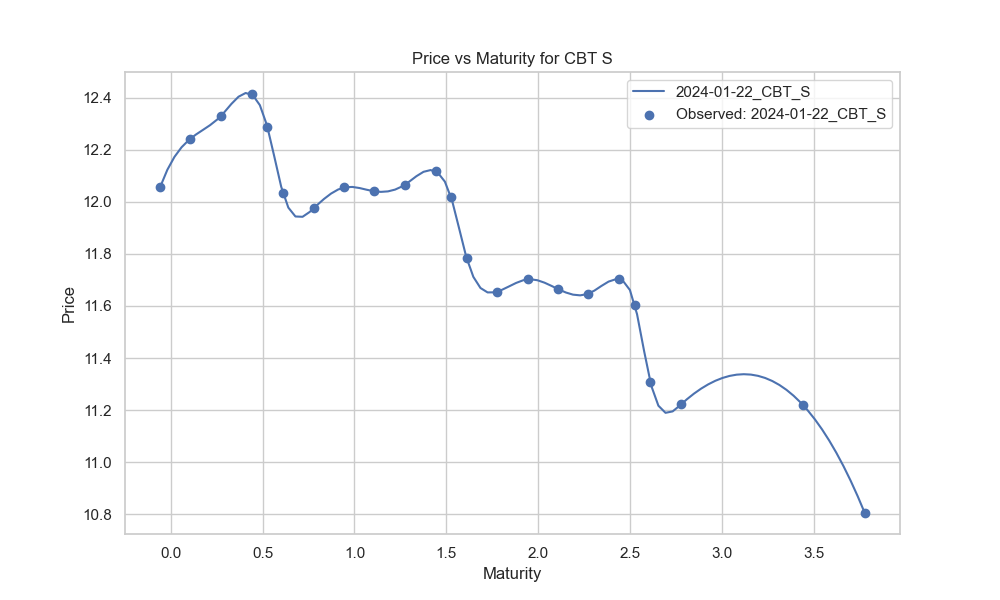 Price vs Maturity for CBT S
2024-01-22_CBT_S
Observed: 2024-01-22_CBT_S
12.4
12.2
12.0
11.8
11.6
11.4
11.2
11.0
10.8
Price
0.0 0.5 1.0 1.5 2.0 2.5 3.0 3.5
Maturity